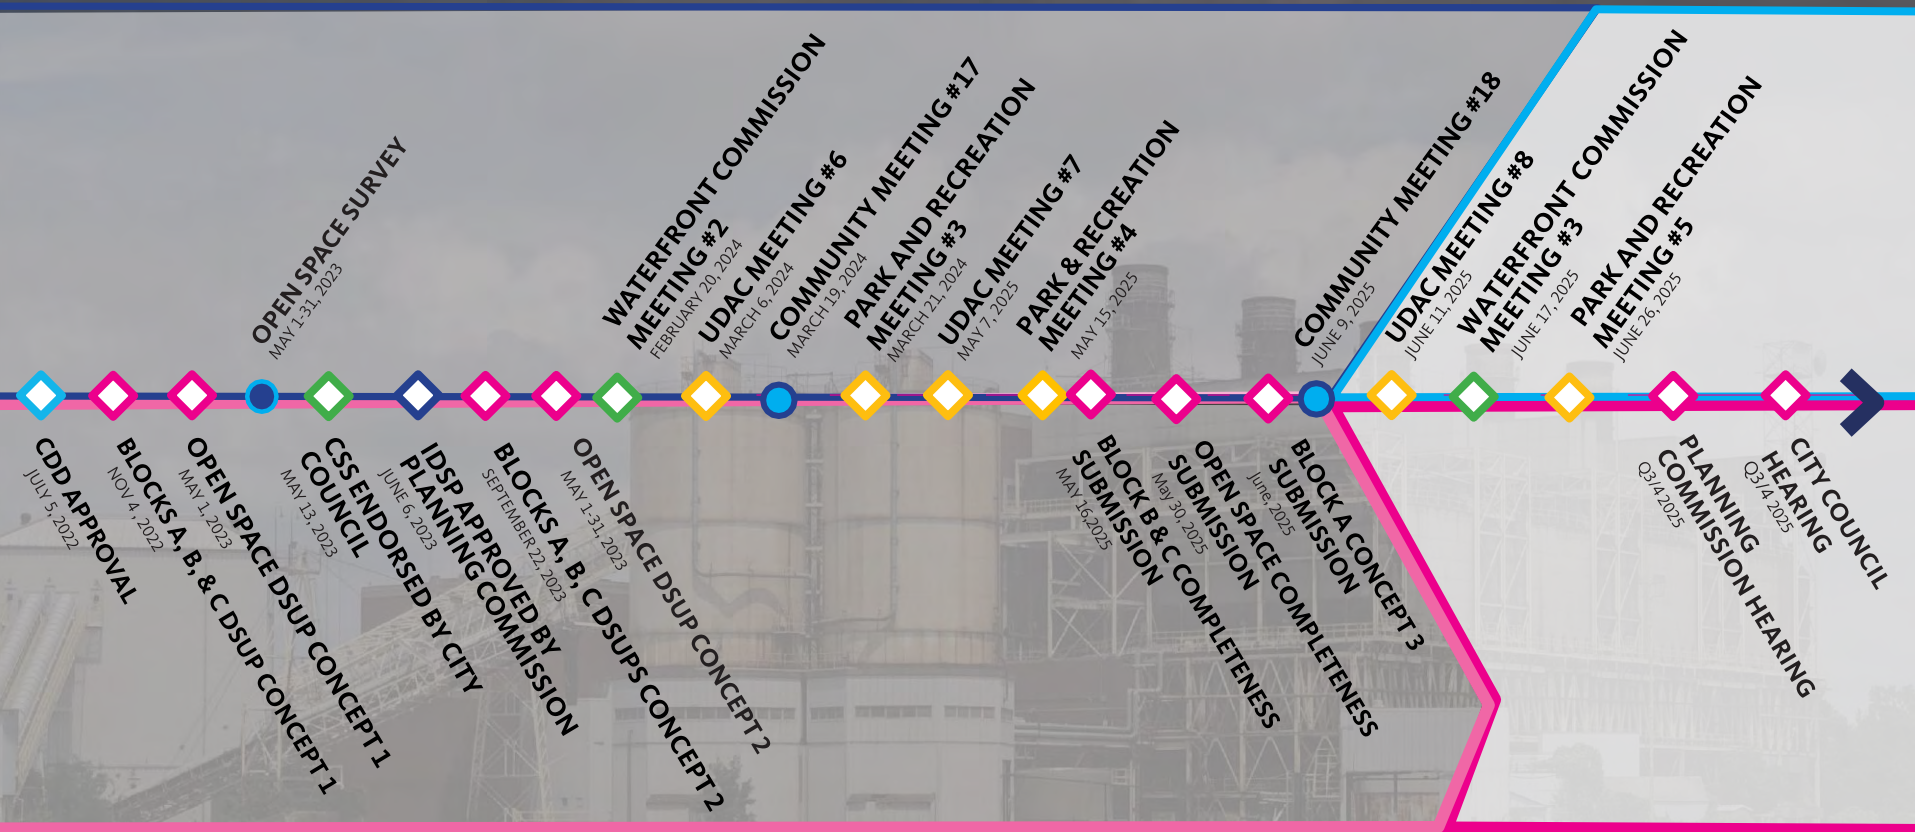 OPEN SPACE SURVEY
MAY 1-31, 2023
WATERFRONT COMMISSION
MEETING #2
FEBRUARY 20, 2024
UDAC MEETING #6
MARCH 6, 2024
COMMUNITY MEETING #17
MARCH 19, 2024
PARK AND RECREATION
MEETING #3
MARCH 21, 2024
UDAC MEETING #7
MAY 7, 2025
PARK & RECREATION
MEETING #4
MAY 15, 2025
COMMUNITY MEETING #18
JUNE 9, 2025
UDAC MEETING #8
JUNE 11, 2025
WATERFRONT COMMISSION
MEETING #3
JUNE 17, 2025
PARK AND RECREATION
MEETING #5
JUNE 26, 2025
CDD APPROVAL
JULY 5, 2022
BLOCKS A, B, & C DSUP CONCEPT 1
NOV 4, 2022
OPEN SPACE DSUP CONCEPT 1
MAY 1, 2023
CSS ENDORSED BY CITY
COUNCIL
MAY 13, 2023
IDSP APPROVED BY
PLANNING COMMISSION
JUNE 6, 2023
BLOCKS A, B, C DSUPS CONCEPT 2
SEPTEMBER 22, 2023
OPEN SPACE DSUP CONCEPT 2
MAY 1-31, 2023
BLOCK B & C COMPLETENESS
SUBMISSION
MAY 16,2025
OPEN SPACE COMPLETENESS
SUBMISSION
May 30, 2025
BLOCK A CONCEPT 3
SUBMISSION
June, 2025
PLANNING
COMMISSION HEARING
Q3/4 2025
CITY COUNCIL
HEARING
Q3/4 2025